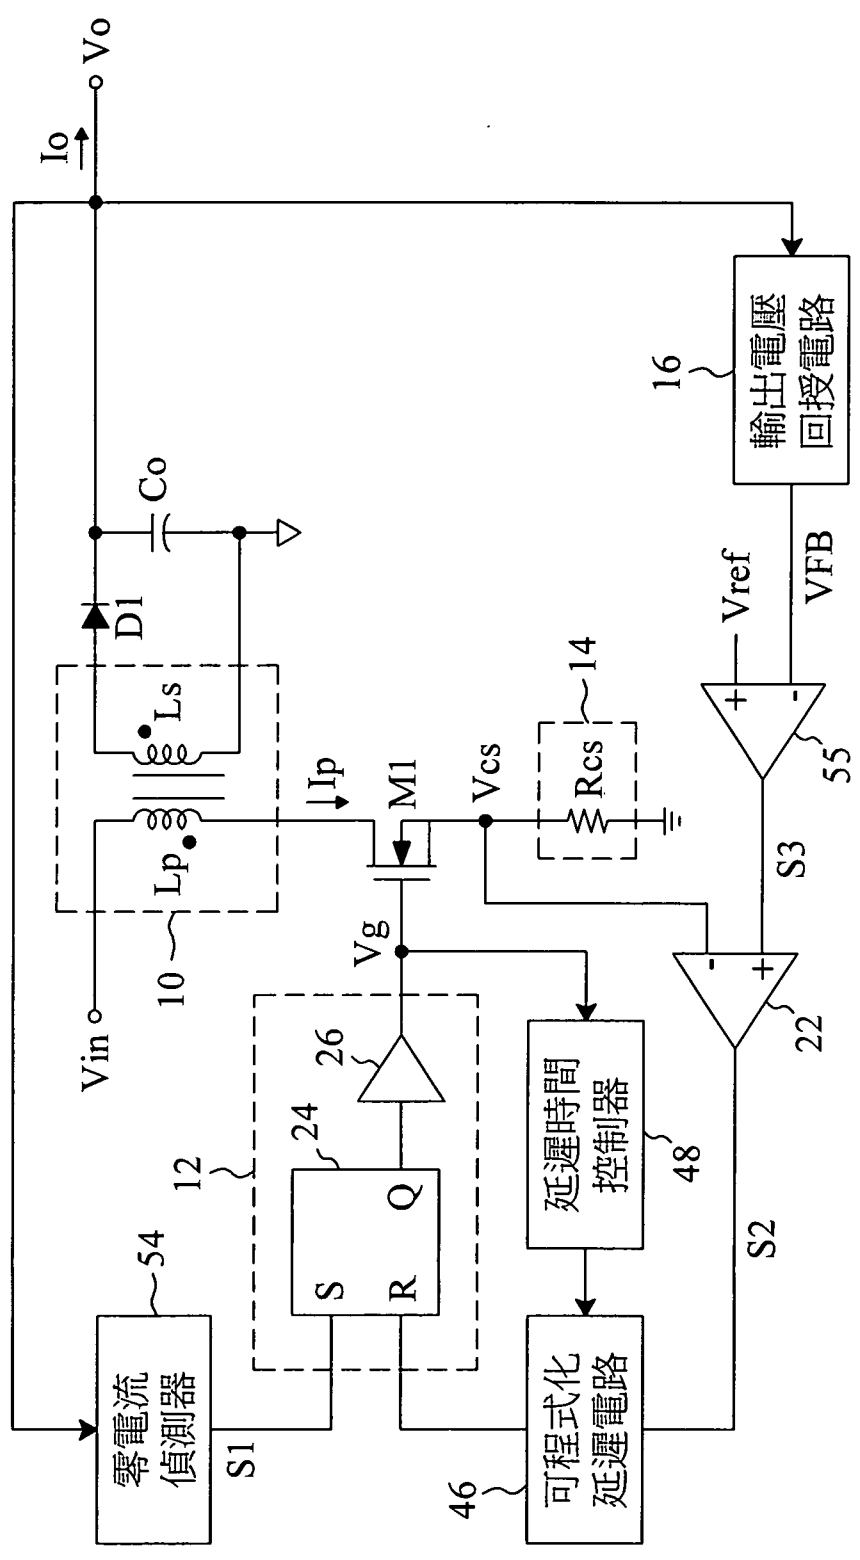 零電流
偵測器
54
S1
Vin
10
Lp
Ls
D1
Co
Io
Vo
12
24
S
R
Q
26
Vg
Ip
M1
Vcs
14
Rcs
46
可程式化
延遲電路
延遲時間
控制器
48
S2
22
-
+
S3
55
+
-
Vref
VFB
16
輸出電壓
回授電路